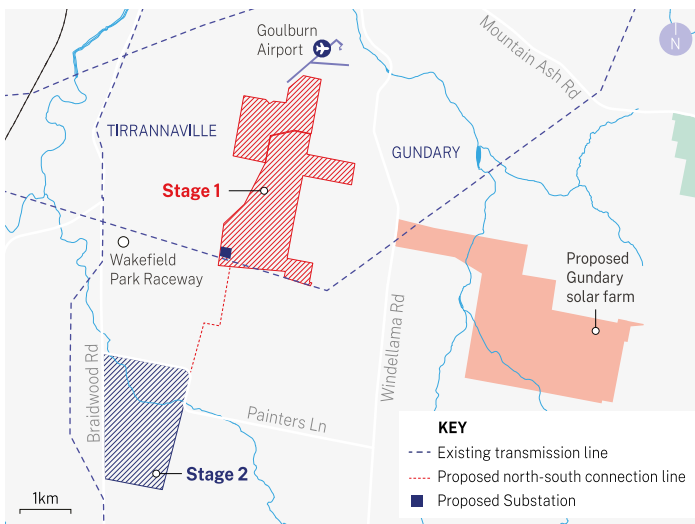 Goulburn
Airport
Mountain Ash Rd
N
TIRRANNAVILLE
GUNDARY
Stage 1
Wakefield
Park Raceway
Proposed
Gundary
solar farm
Windellama Rd
Braidwood Rd
Painters Ln
Stage 2
1km
KEY
Existing transmission line
Proposed north-south connection line
Proposed Substation